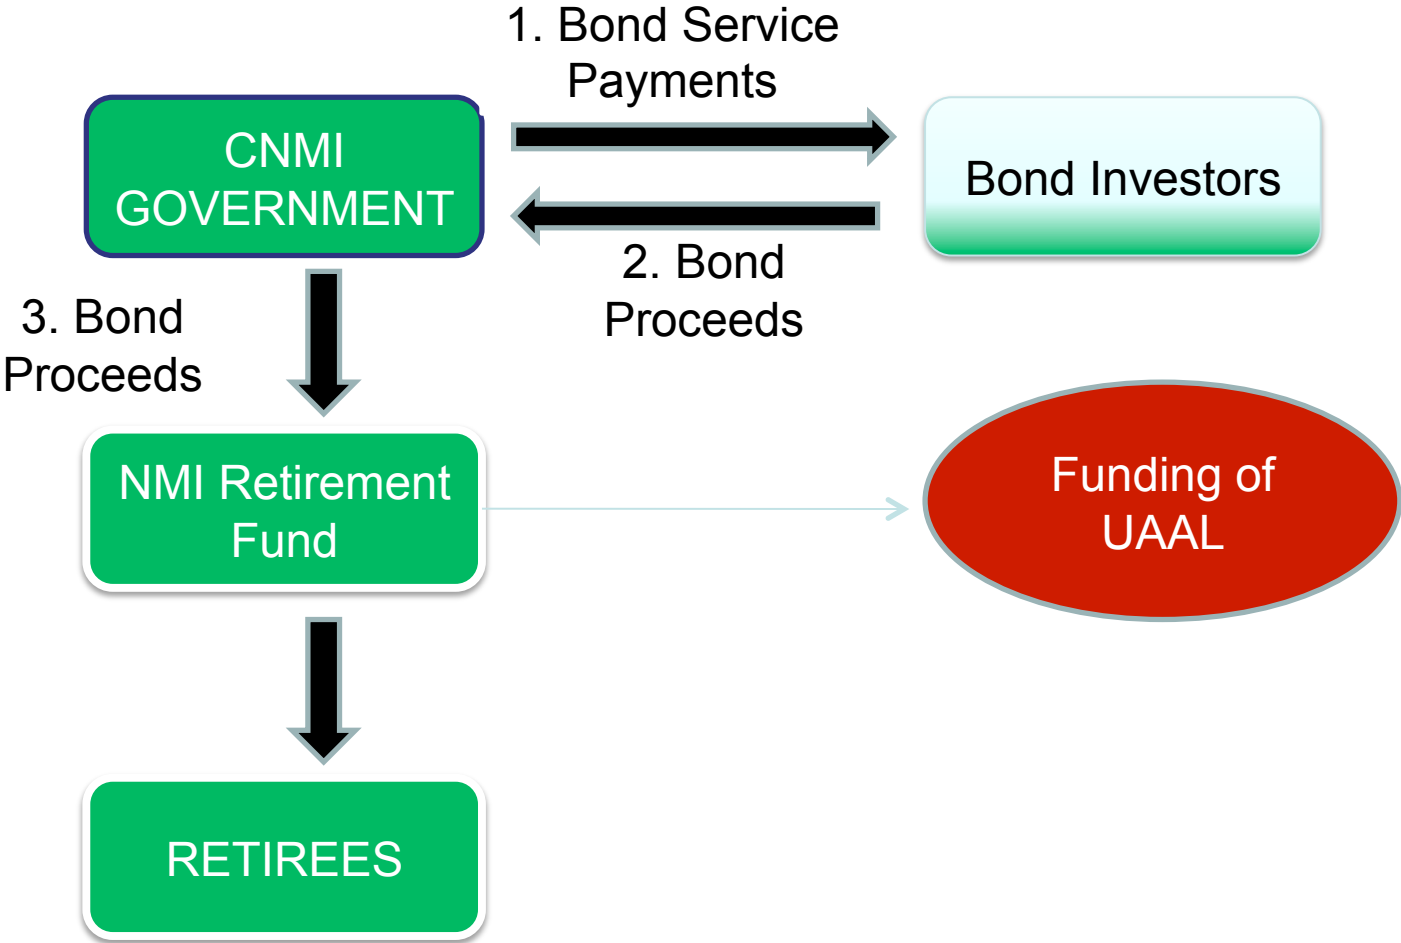 1. Bond Service
Payments
CNMI
GOVERNMENT
Bond Investors
2. Bond
Proceeds
3. Bond
Proceeds
NMI Retirement
Fund
Funding of
UAAL
RETIREES